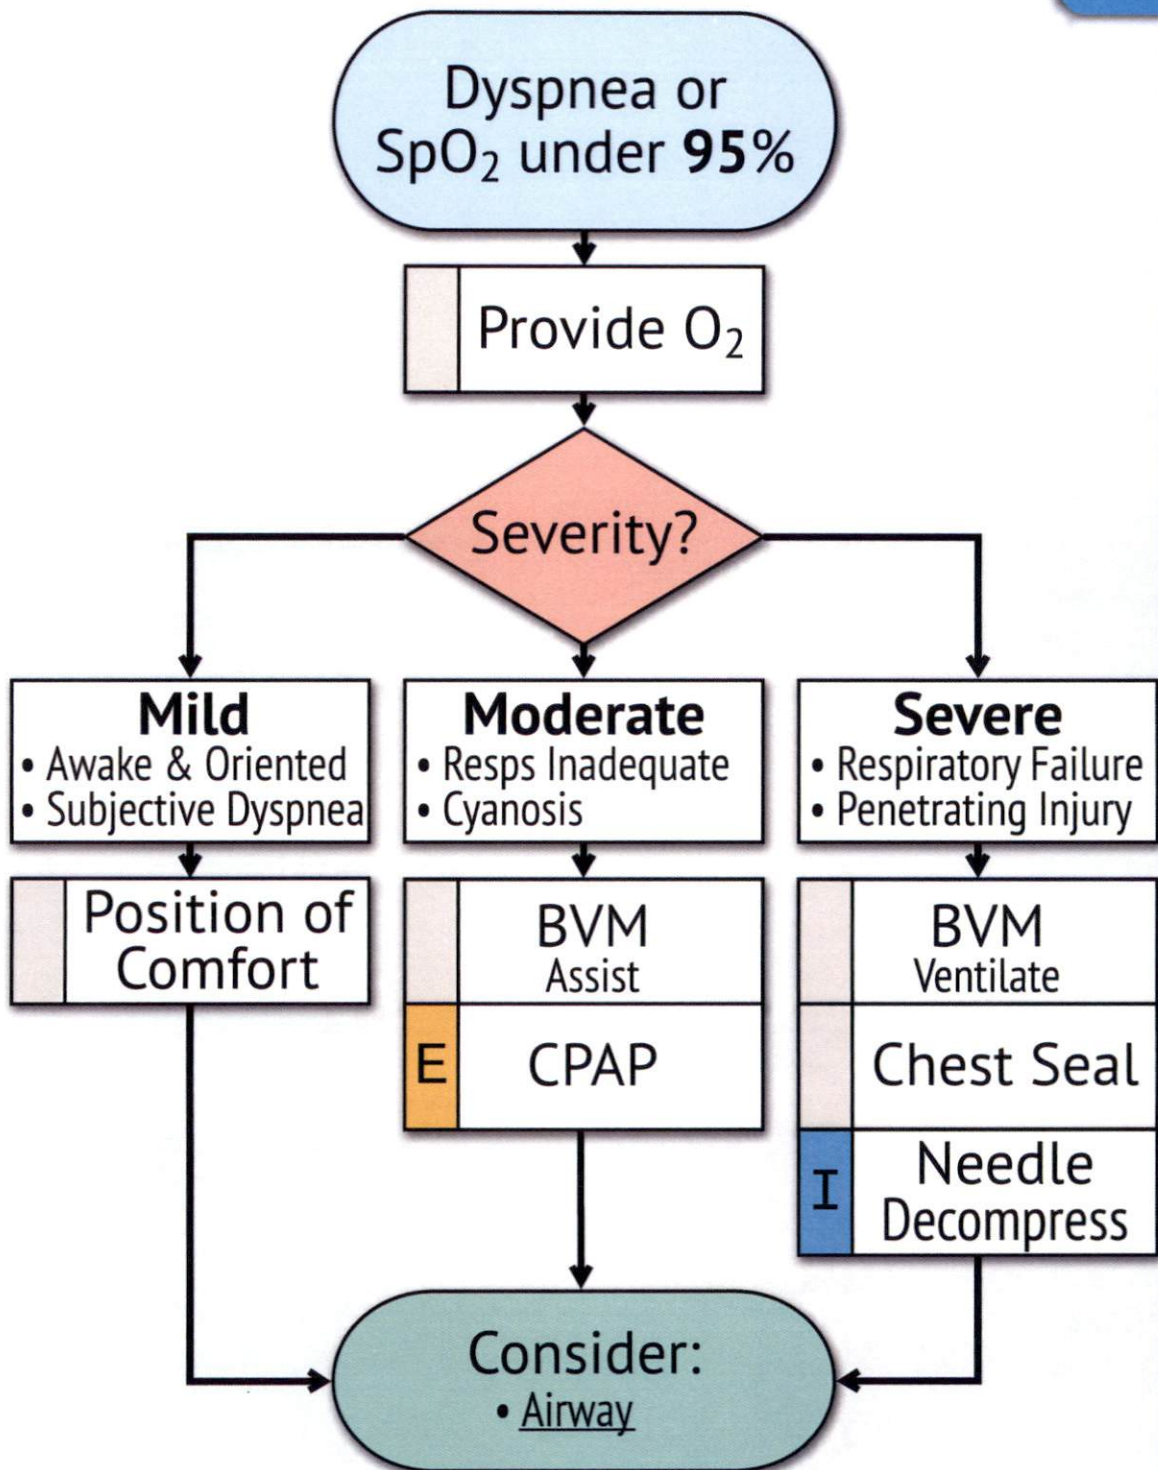 Dyspnea or
SpO₂ under 95%
Provide O₂
Severity?
Mild
• Awake & Oriented
• Subjective Dyspnea
Position of
Comfort
Moderate
• Resps Inadequate
• Cyanosis
BVM
Assist
E
CPAP
Severe
• Respiratory Failure
• Penetrating Injury
BVM
Ventilate
Chest Seal
I
Needle
Decompress
Consider:
• Airway